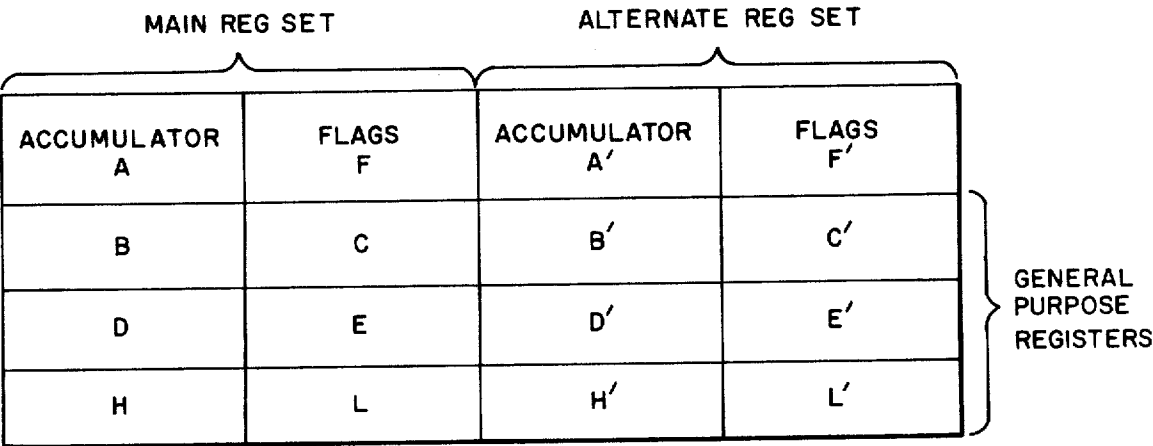 MAIN REG SET
ALTERNATE REG SET
ACCUMULATOR
A
FLAGS
F
ACCUMULATOR
A′
FLAGS
F′
B
C
B′
C′
D
E
D′
E′
H
L
H′
L′
GENERAL
PURPOSE
REGISTERS